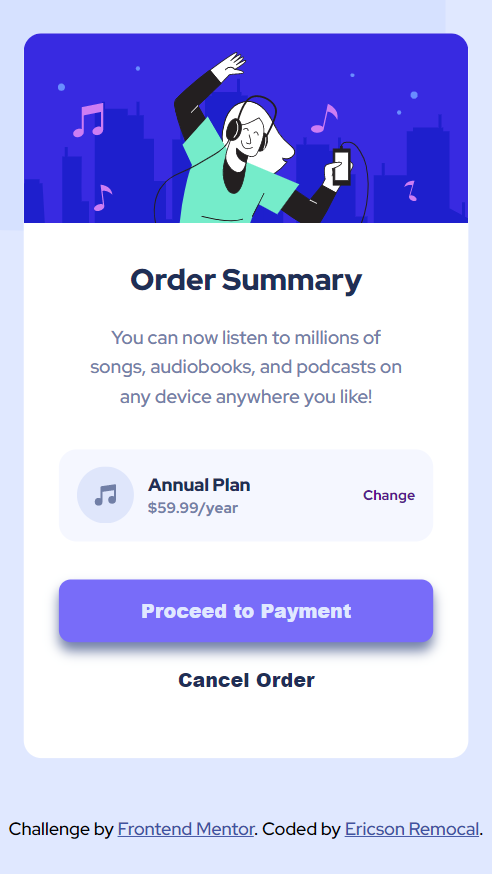 Order Summary
You can now listen to millions of
songs, audiobooks, and podcasts on
any device anywhere you like!
Annual Plan
$59.99/year
Change
Proceed to Payment
Cancel Order
Challenge by Frontend Mentor. Coded by Ericson Remocal.